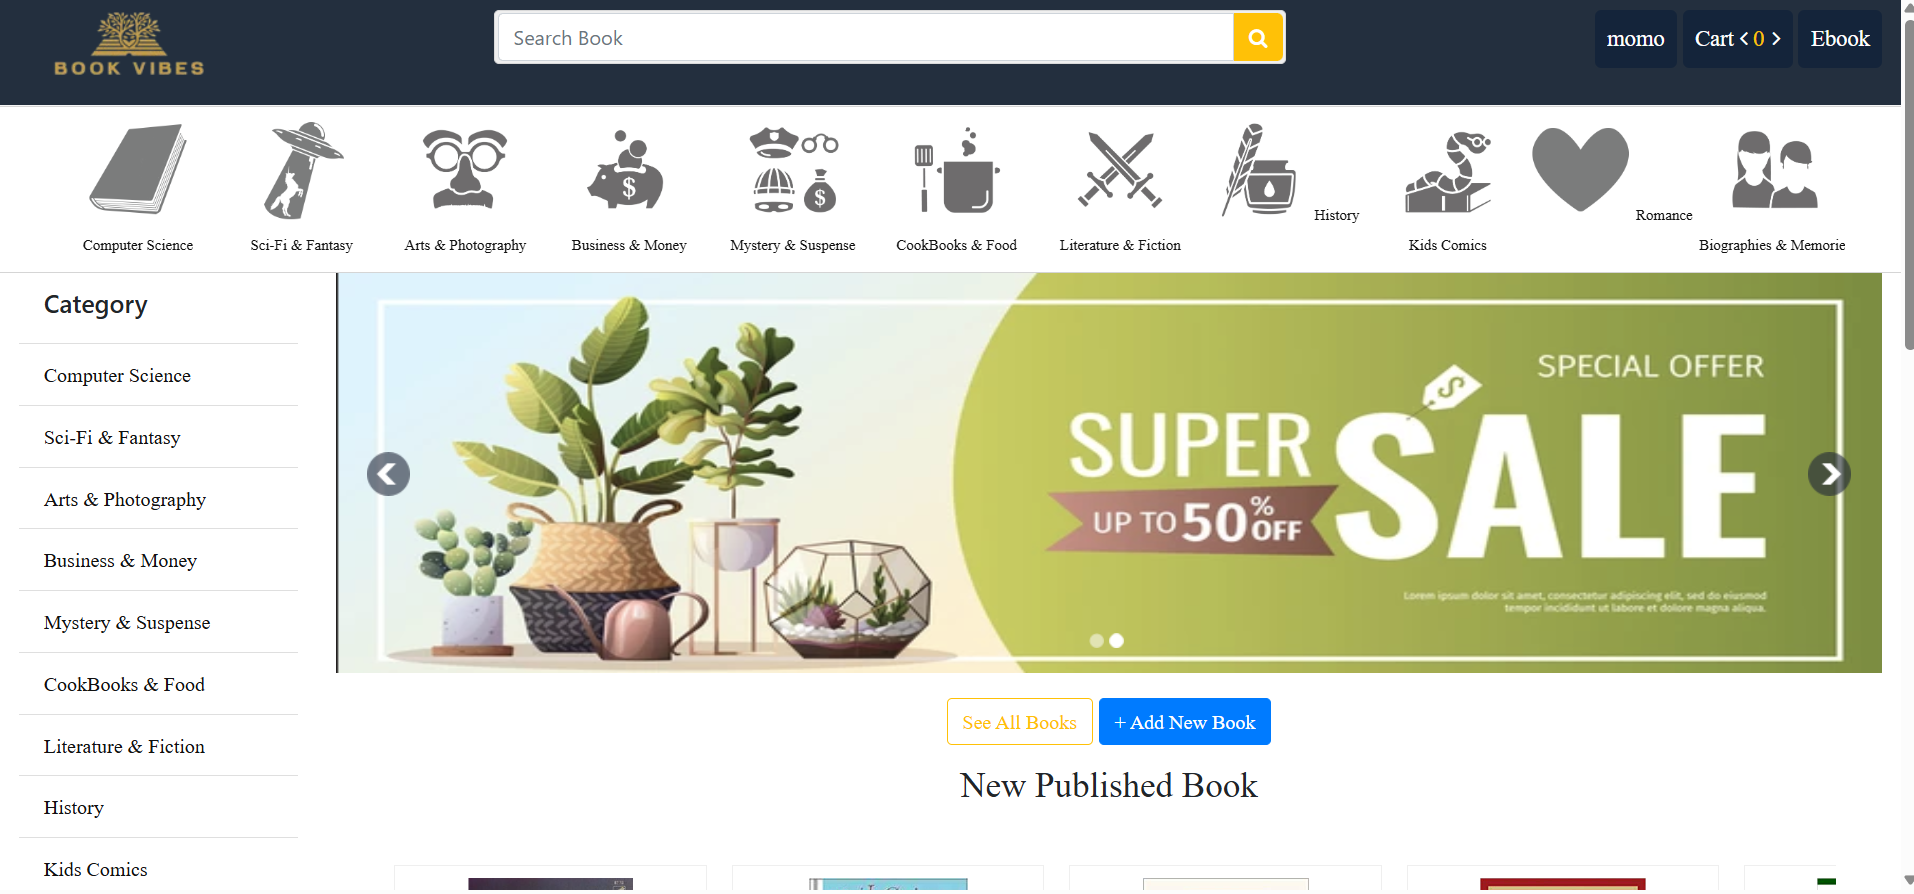 BOOK VIBES
Search Book
momo
Cart < 0 >
Ebook
Computer Science
Sci-Fi & Fantasy
Arts & Photography
Business & Money
Mystery & Suspense
CookBooks & Food
Literature & Fiction
History
Kids Comics
Romance
Biographies & Memorie
Category
Computer Science
Sci-Fi & Fantasy
Arts & Photography
Business & Money
Mystery & Suspense
CookBooks & Food
Literature & Fiction
History
Kids Comics
SPECIAL OFFER
SUPER SALE
UP TO 50% OFF
Lorem ipsum dolor sit amet, consectetur adipiscing elit, sed do eiusmod
tempor incididunt ut labore et dolore magna aliqua.
See All Books
+ Add New Book
New Published Book